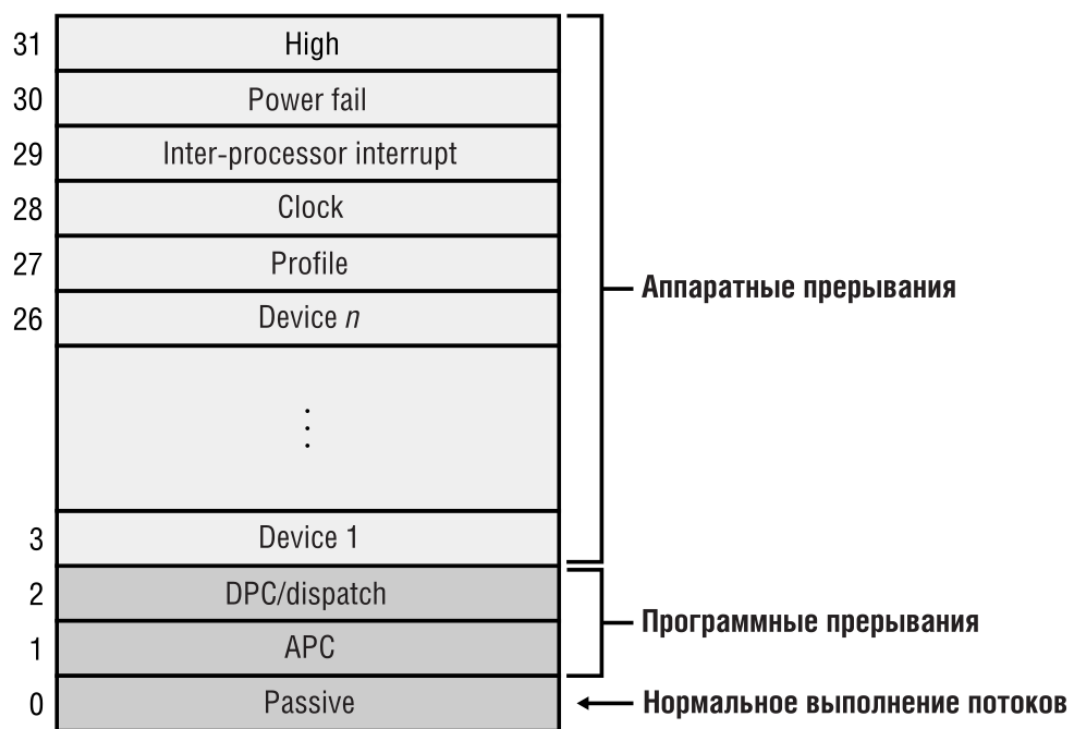 31 High
30 Power fail
29 Inter-processor interrupt
28 Clock
27 Profile
Аппаратные прерывания
26 Device n
⋮
3 Device 1
2 DPC/dispatch
Программные прерывания
1 APC
0 Passive
Нормальное выполнение потоков